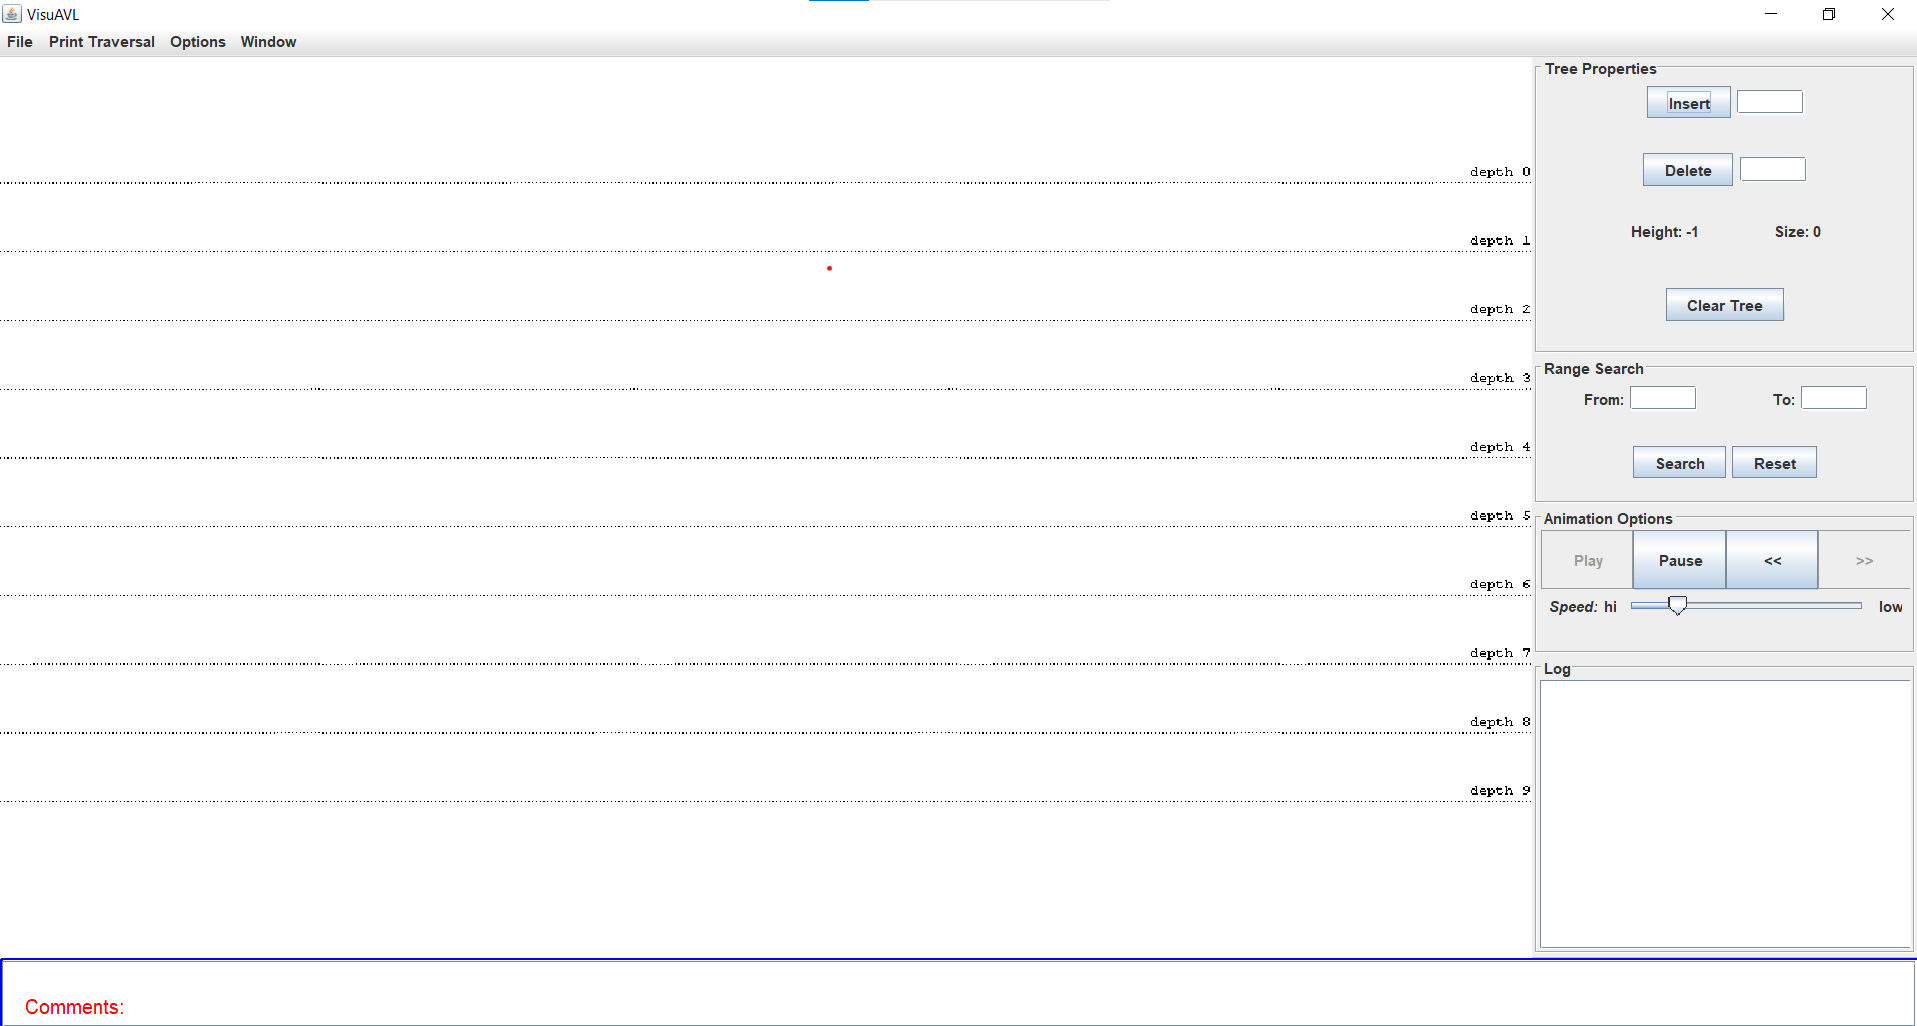 VisuAVL
File Print Traversal Options Window
Tree Properties
Insert
Delete
Height: -1 Size: 0
Clear Tree
Range Search
From: To:
Search Reset
Animation Options
Play Pause << >>
Speed: hi low
Log
depth 0
depth 1
depth 2
depth 3
depth 4
depth 5
depth 6
depth 7
depth 8
depth 9
Comments: